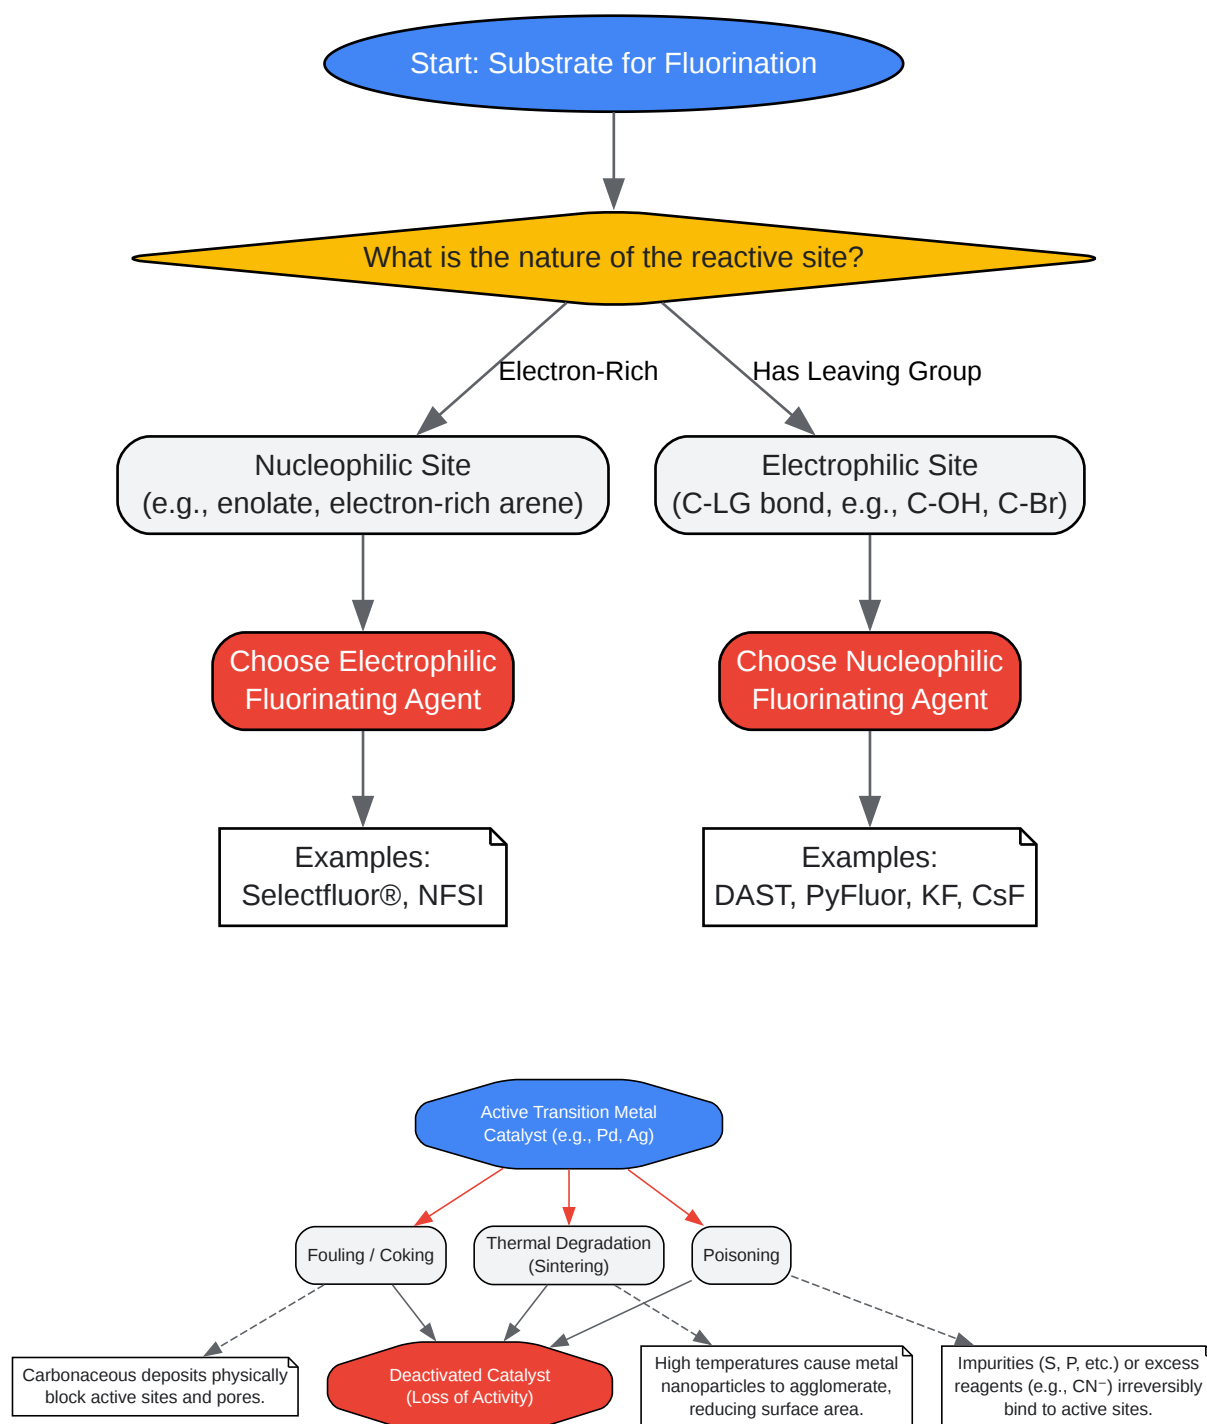 Start: Substrate for Fluorination
What is the nature of the reactive site?
Electron-Rich
Has Leaving Group
Nucleophilic Site
(e.g., enolate, electron-rich arene)
Electrophilic Site
(C-LG bond, e.g., C-OH, C-Br)
Choose Electrophilic
Fluorinating Agent
Choose Nucleophilic
Fluorinating Agent
Examples:
Selectfluor®, NFSI
Examples:
DAST, PyFluor, KF, CsF
Active Transition Metal
Catalyst (e.g., Pd, Ag)
Fouling / Coking
Thermal Degradation
(Sintering)
Poisoning
Carbonaceous deposits physically
block active sites and pores.
Deactivated Catalyst
(Loss of Activity)
High temperatures cause metal
nanoparticles to agglomerate,
reducing surface area.
Impurities (S, P, etc.) or excess
reagents (e.g., CN⁻) irreversibly
bind to active sites.